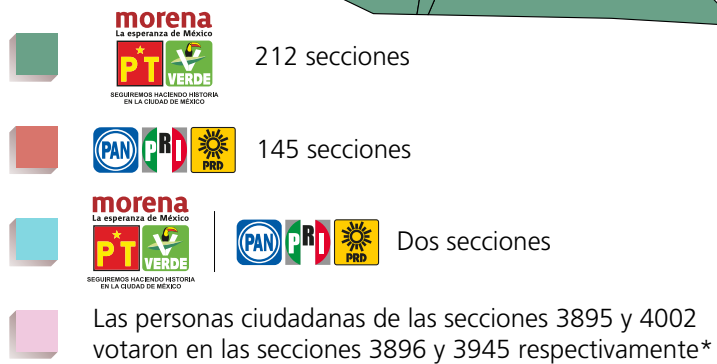 morena
La esperanza de México
PT VERDE
SEGUIREMOS HACIENDO HISTORIA
EN LA CIUDAD DE MÉXICO
212 secciones
PAN PRI PRD
145 secciones
morena
La esperanza de México
PT VERDE
SEGUIREMOS HACIENDO HISTORIA
EN LA CIUDAD DE MÉXICO
PAN PRI PRD
Dos secciones
Las personas ciudadanas de las secciones 3895 y 4002
votaron en las secciones 3896 y 3945 respectivamente*